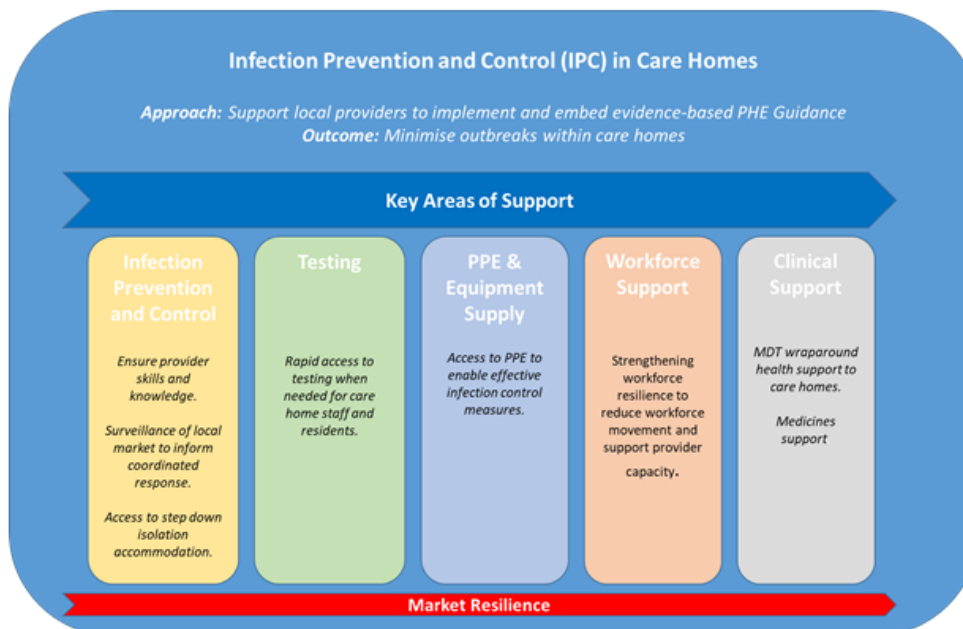 Infection Prevention and Control (IPC) in Care Homes
Approach: Support local providers to implement and embed evidence-based PHE Guidance
Outcome: Minimise outbreaks within care homes
Key Areas of Support
Infection
Prevention
and Control
Ensure provider
skills and
knowledge.
Surveillance of local
market to inform
coordinated
response.
Access to step down
isolation
accommodation.
Testing
Rapid access to
testing when
needed for care
home staff and
residents.
PPE &
Equipment
Supply
Access to PPE to
enable effective
infection control
measures.
Workforce
Support
Strengthening
workforce
resilience to
reduce workforce
movement and
support provider
capacity.
Clinical
Support
MDT wraparound
health support to
care homes.
Medicines
support
Market Resilience